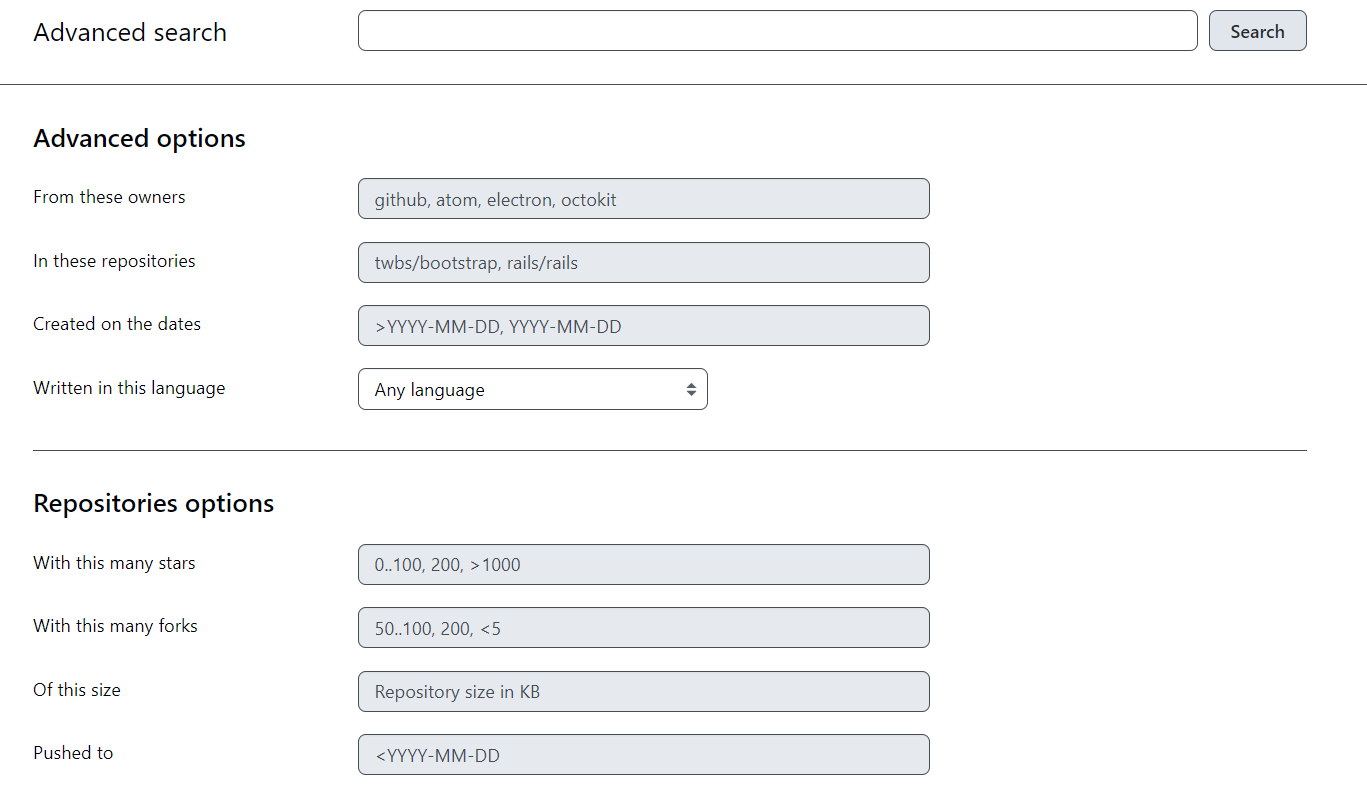 Advanced search
Search
Advanced options
From these owners
github, atom, electron, octokit
In these repositories
twbs/bootstrap, rails/rails
Created on the dates
>YYYY-MM-DD, YYYY-MM-DD
Written in this language
Any language
Repositories options
With this many stars
0..100, 200, >1000
With this many forks
50..100, 200, <5
Of this size
Repository size in KB
Pushed to
<YYYY-MM-DD